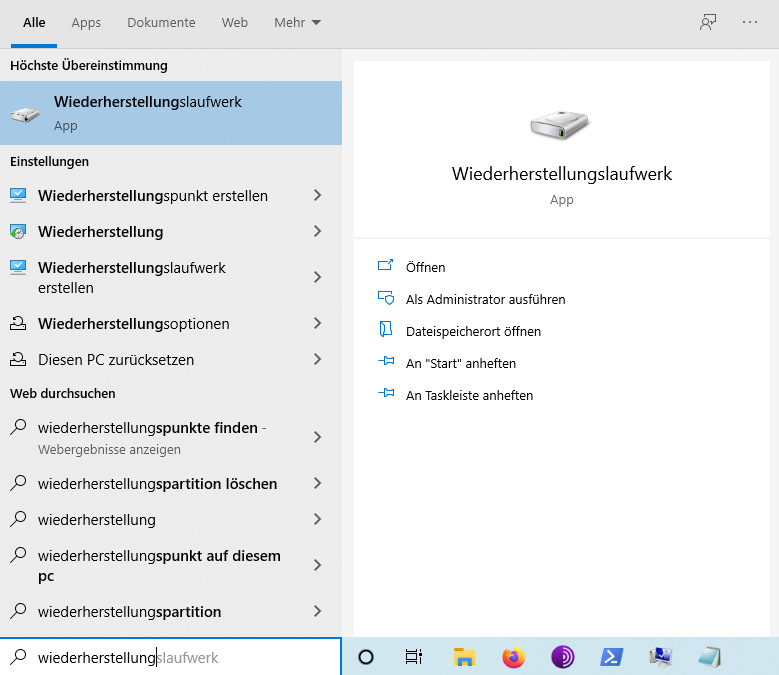 Alle Apps Dokumente Web Mehr
Höchste Übereinstimmung
Wiederherstellungslaufwerk
App
Einstellungen
Wiederherstellungspunkt erstellen
Wiederherstellung
Wiederherstellungslaufwerk
erstellen
Wiederherstellungsoptionen
Diesen PC zurücksetzen
Web durchsuchen
wiederherstellungspunkte finden -
Webergebnisse anzeigen
wiederherstellungspartition löschen
wiederherstellung
wiederherstellungspunkt auf diesem
pc
wiederherstellungspartition
wiederherstellungslaufwerk
Wiederherstellungslaufwerk
App
Öffnen
Als Administrator ausführen
Dateispeicherort öffnen
An "Start" anheften
An Taskleiste anheften